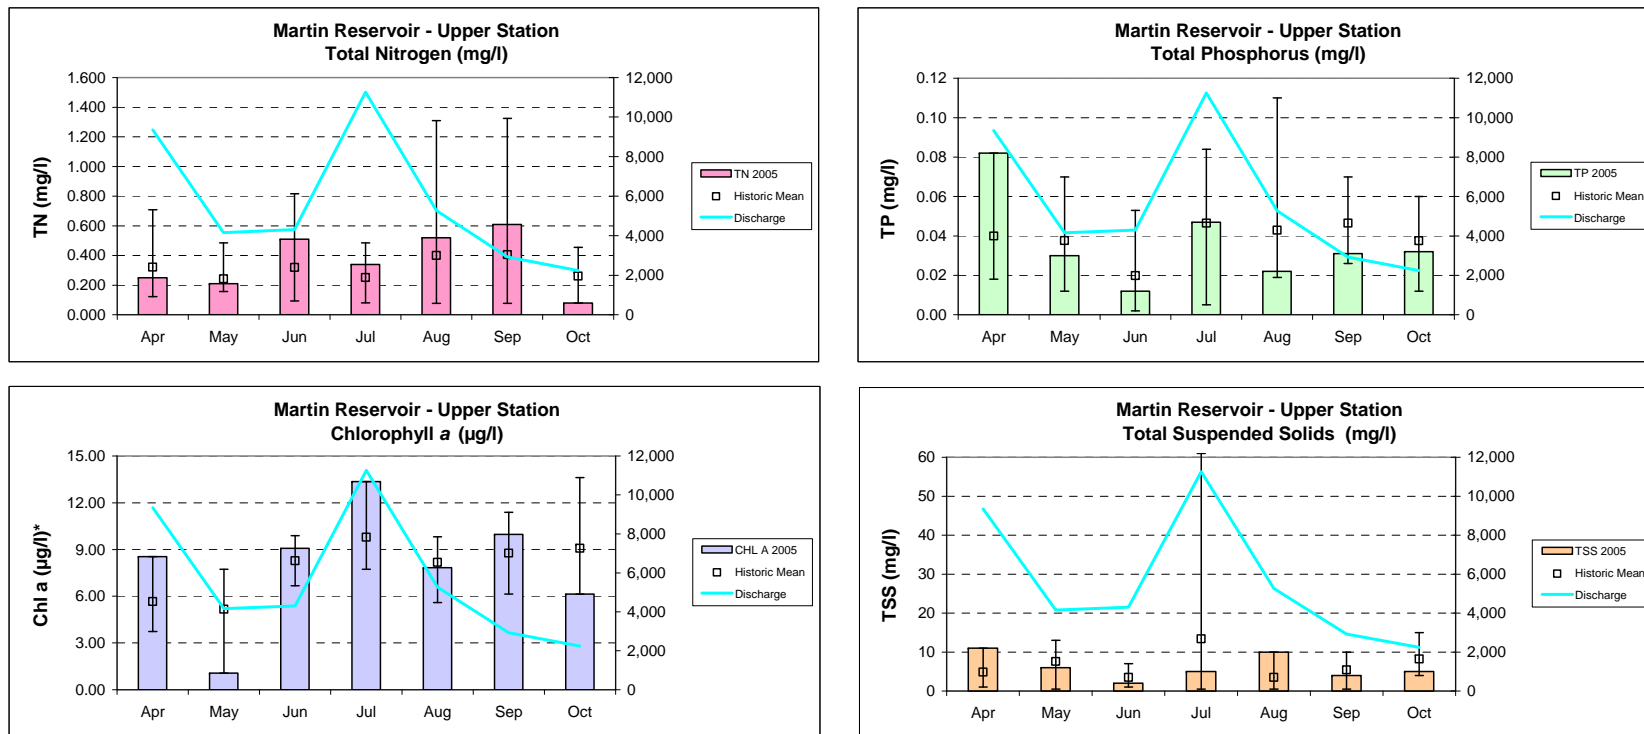 Martin Reservoir - Upper Station
Total Nitrogen (mg/l)
TN (mg/l)
1.600
1.400
1.200
1.000
0.800
0.600
0.400
0.200
0.000
12,000
10,000
8,000
6,000
4,000
2,000
0
Apr May Jun Jul Aug Sep Oct
TN 2005
Historic Mean
Discharge
Martin Reservoir - Upper Station
Total Phosphorus (mg/l)
TP (mg/l)
0.12
0.10
0.08
0.06
0.04
0.02
0.00
12,000
10,000
8,000
6,000
4,000
2,000
0
Apr May Jun Jul Aug Sep Oct
TP 2005
Historic Mean
Discharge
Martin Reservoir - Upper Station
Chlorophyll a (µg/l)
Chl a (µg/l)*
15.00
12.00
9.00
6.00
3.00
0.00
12,000
10,000
8,000
6,000
4,000
2,000
0
Apr May Jun Jul Aug Sep Oct
CHL A 2005
Historic Mean
Discharge
Martin Reservoir - Upper Station
Total Suspended Solids (mg/l)
TSS (mg/l)
60
50
40
30
20
10
0
12,000
10,000
8,000
6,000
4,000
2,000
0
Apr May Jun Jul Aug Sep Oct
TSS 2005
Historic Mean
Discharge